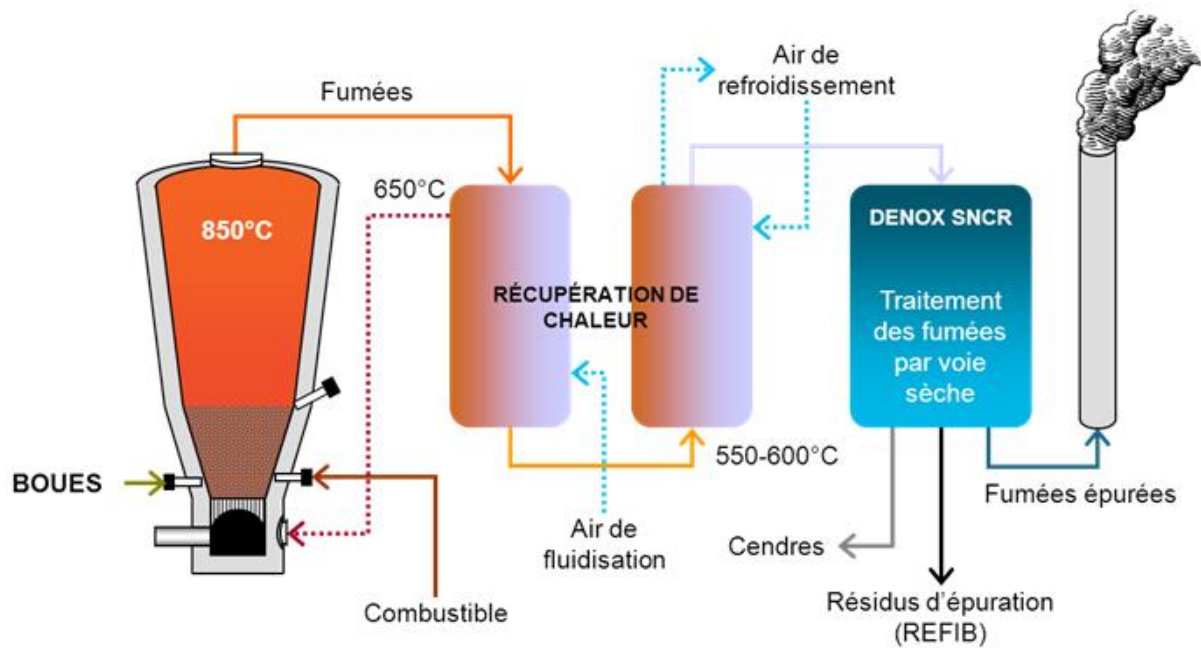 Fumées
Air de
refroidissement
650°C
850°C
DENOX SNCR
RÉCUPÉRATION DE
CHALEUR
Traitement
des fumées
par voie
sèche
550-600°C
BOUES
Fumées épurées
Air de
fluidisation
Cendres
Combustible
Résidus d'épuration
(REFIB)